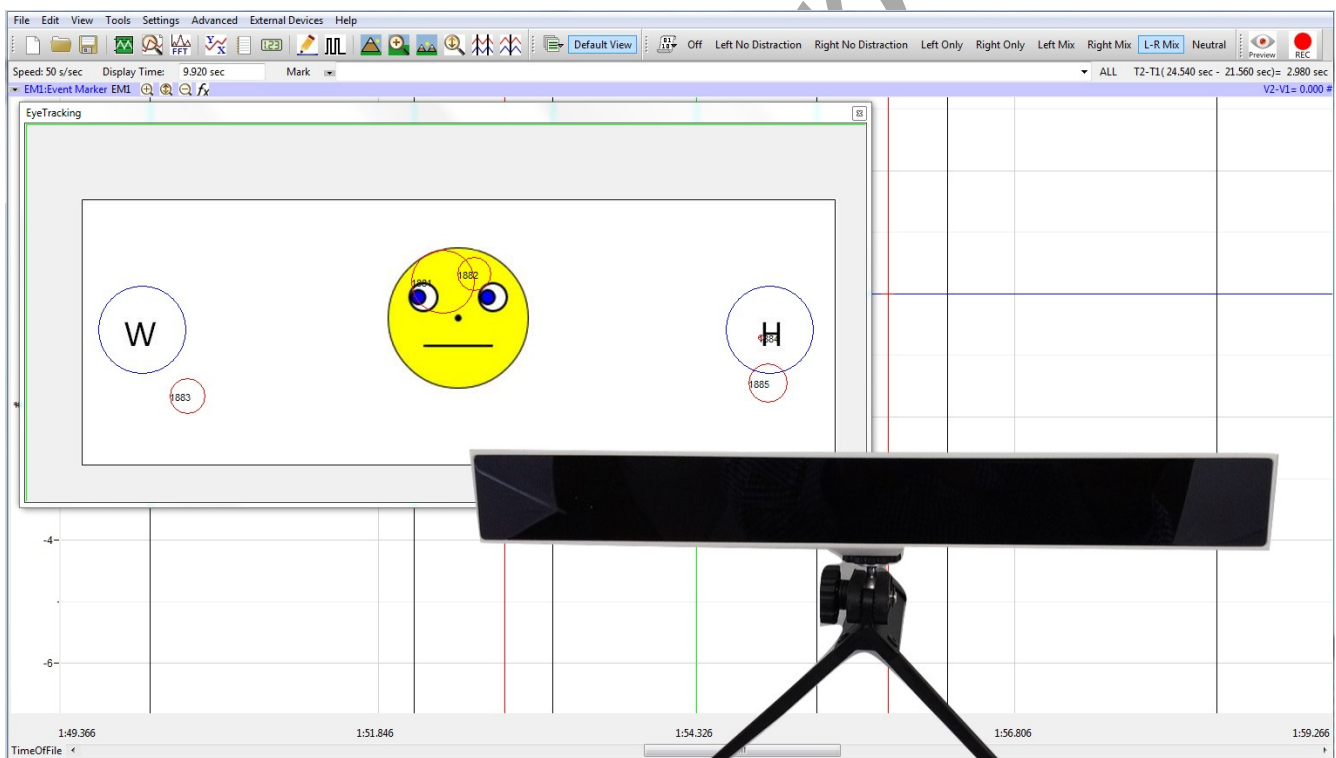 File Edit View Tools Settings Advanced External Devices Help
FFT Default View Off Left No Distraction Right No Distraction Left Only Right Only Left Mix Right Mix L-R Mix Neutral Preview REC
Speed: 50 s/sec Display Time: 9.920 sec Mark ALL T2-T1( 24.540 sec - 21.560 sec)= 2.980 sec
EM1:Event Marker EM1 fx V2-V1= 0.000 #
EyeTracking
1881 1882
W H
1884
1883 1885
-4-
-6-
1:49.366 1:51.846 1:54.326 1:56.806 1:59.266
TimeOfFile